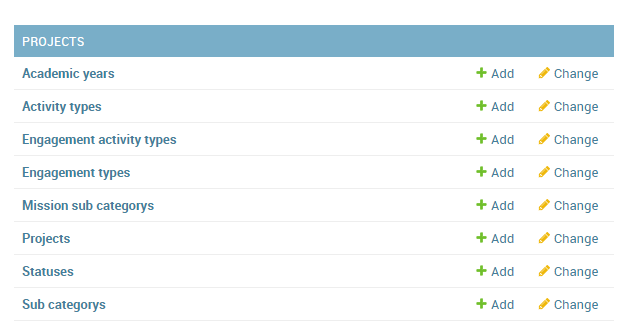 PROJECTS
Academic years Add Change
Activity types Add Change
Engagement activity types Add Change
Engagement types Add Change
Mission sub categorys Add Change
Projects Add Change
Statuses Add Change
Sub categorys Add Change